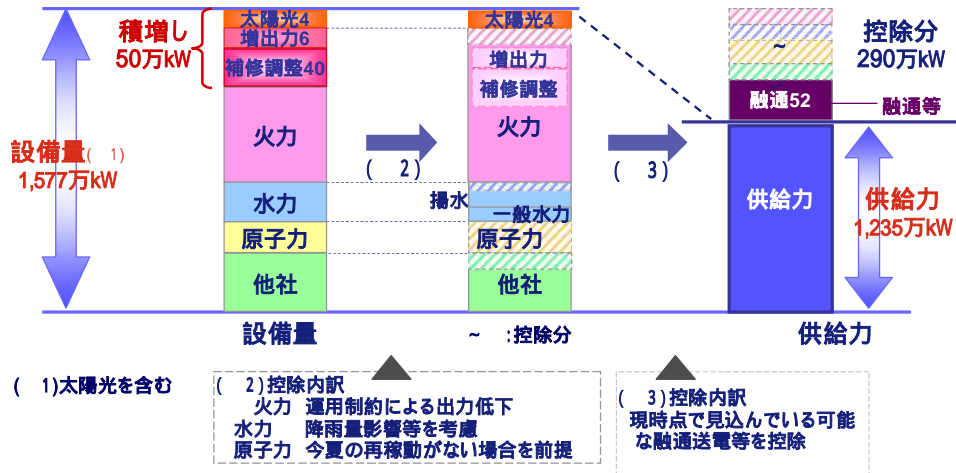 積増し
50万kW
設備量( 1)
1,577万kW
太陽光4
増出力6
補修調整40
火力
水力
原子力
他社
設備量
( 2)
太陽光4
増出力
補修調整
火力
揚水
一般水力
原子力
他社
~ :控除分
( 3)
~
控除分
290万kW
融通52
融通等
供給力
供給力
1,235万kW
供給力
( 1)太陽光を含む
( 2)控除内訳
火力 運用制約による出力低下
水力 降雨量影響等を考慮
原子力 今夏の再稼動がない場合を前提
( 3)控除内訳
現時点で見込んでいる可能
な融通送電等を控除